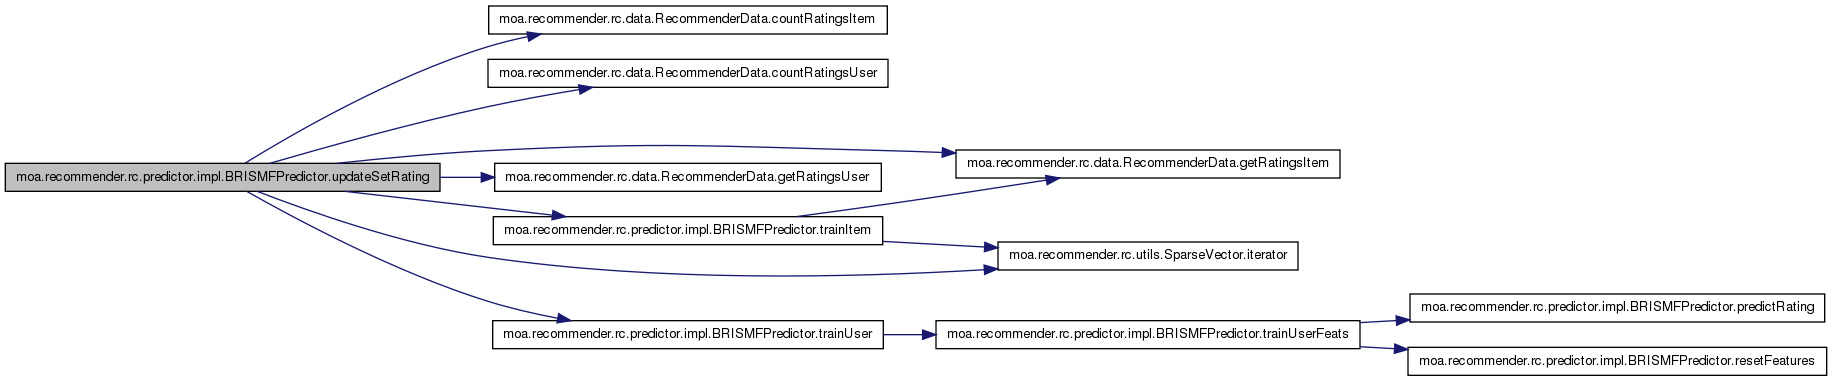 moa.recommender.rc.data.RecommenderData.countRatingsItem
moa.recommender.rc.data.RecommenderData.countRatingsUser
moa.recommender.rc.data.RecommenderData.getRatingsItem
moa.recommender.rc.predictor.impl.BRISMFPredictor.updateSetRating
moa.recommender.rc.data.RecommenderData.getRatingsUser
moa.recommender.rc.predictor.impl.BRISMFPredictor.trainItem
moa.recommender.rc.utils.SparseVector.iterator
moa.recommender.rc.predictor.impl.BRISMFPredictor.predictRating
moa.recommender.rc.predictor.impl.BRISMFPredictor.trainUser
moa.recommender.rc.predictor.impl.BRISMFPredictor.trainUserFeats
moa.recommender.rc.predictor.impl.BRISMFPredictor.resetFeatures